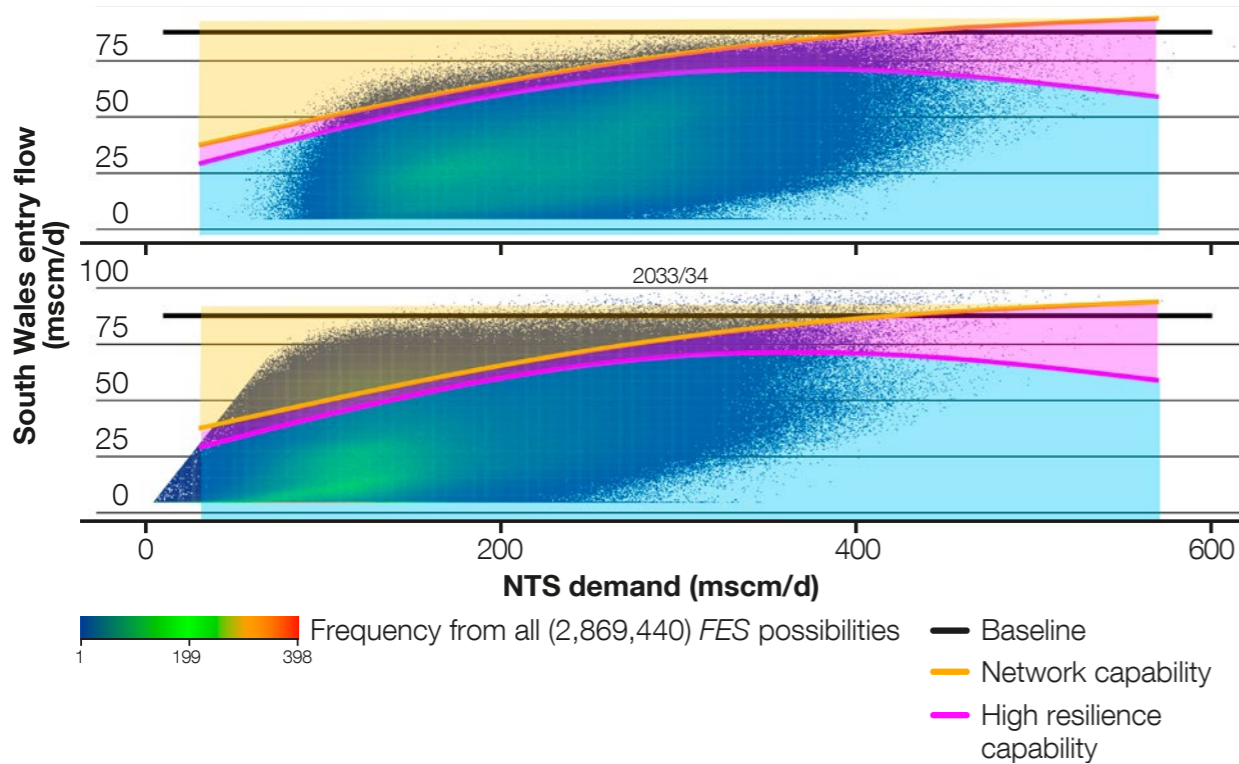 South Wales entry flow
(mscm/d)
75
50
25
0
2033/34
100
75
50
25
0
0 200 400 600
NTS demand (mscm/d)
1 199 398
Frequency from all (2,869,440) FES possibilities
Baseline
Network capability
High resilience
capability